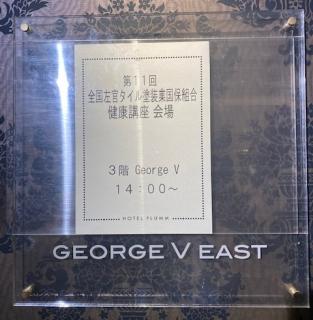 第11回
全国左官タイル塗装業国保組合
健康講座 会場
3階 George V
14:00～
HOTEL PLUMM
GEORGE V EAST